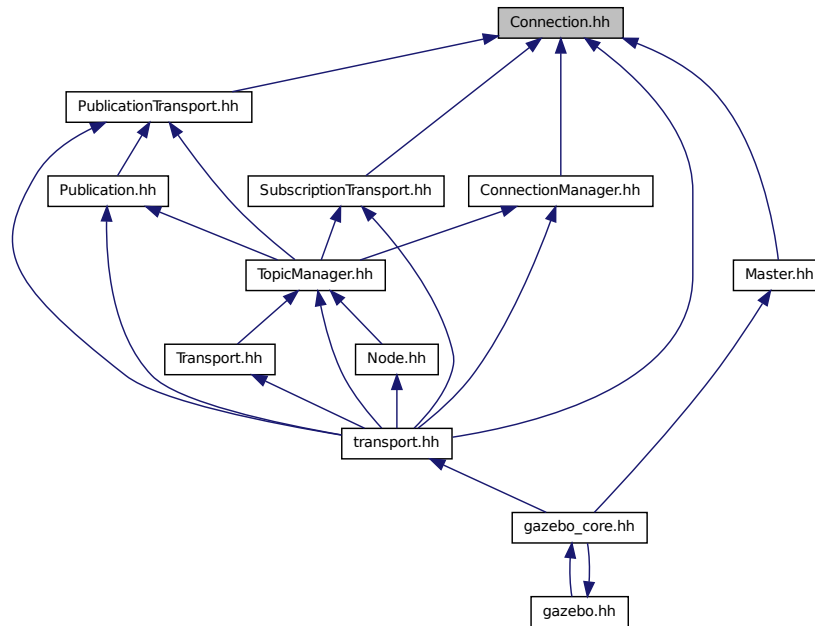 Connection.hh
PublicationTransport.hh
Publication.hh
SubscriptionTransport.hh
ConnectionManager.hh
TopicManager.hh
Master.hh
Transport.hh
Node.hh
transport.hh
gazebo_core.hh
gazebo.hh